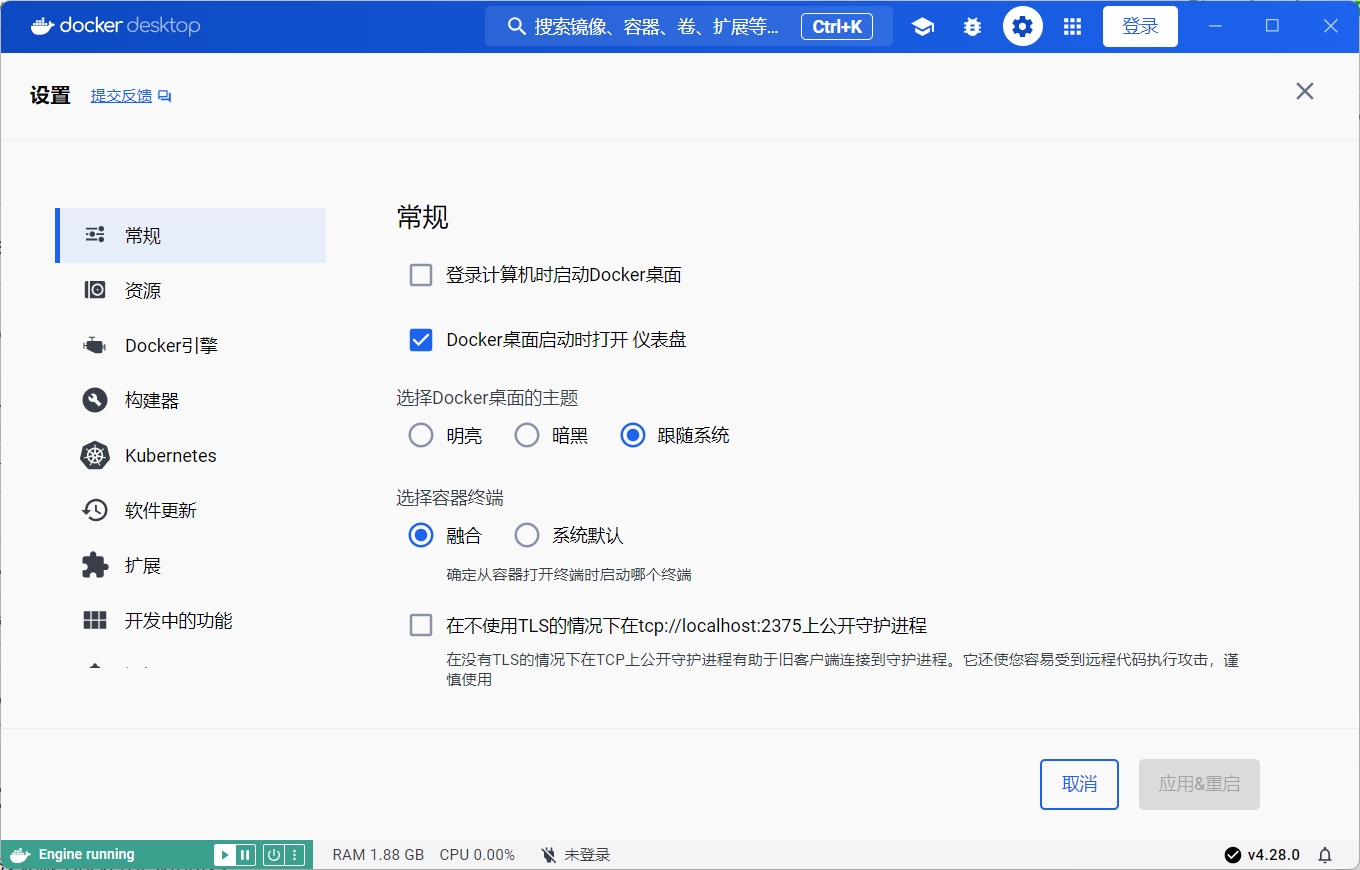 docker desktop
搜索镜像、容器、卷、扩展等...
Ctrl+K
登录
设置
提交反馈
常规
资源
Docker引擎
构建器
Kubernetes
软件更新
扩展
开发中的功能
常规
登录计算机时启动Docker桌面
Docker桌面启动时打开 仪表盘
选择Docker桌面的主题
明亮
暗黑
跟随系统
选择容器终端
融合
系统默认
确定从容器打开终端时启动哪个终端
在不使用TLS的情况下在tcp://localhost:2375上公开守护进程
在没有TLS的情况下在TCP上公开守护进程有助于旧客户端连接到守护进程。它还使您容易受到远程代码执行攻击，谨
慎使用
取消
应用&重启
Engine running
RAM 1.88 GB
CPU 0.00%
未登录
v4.28.0